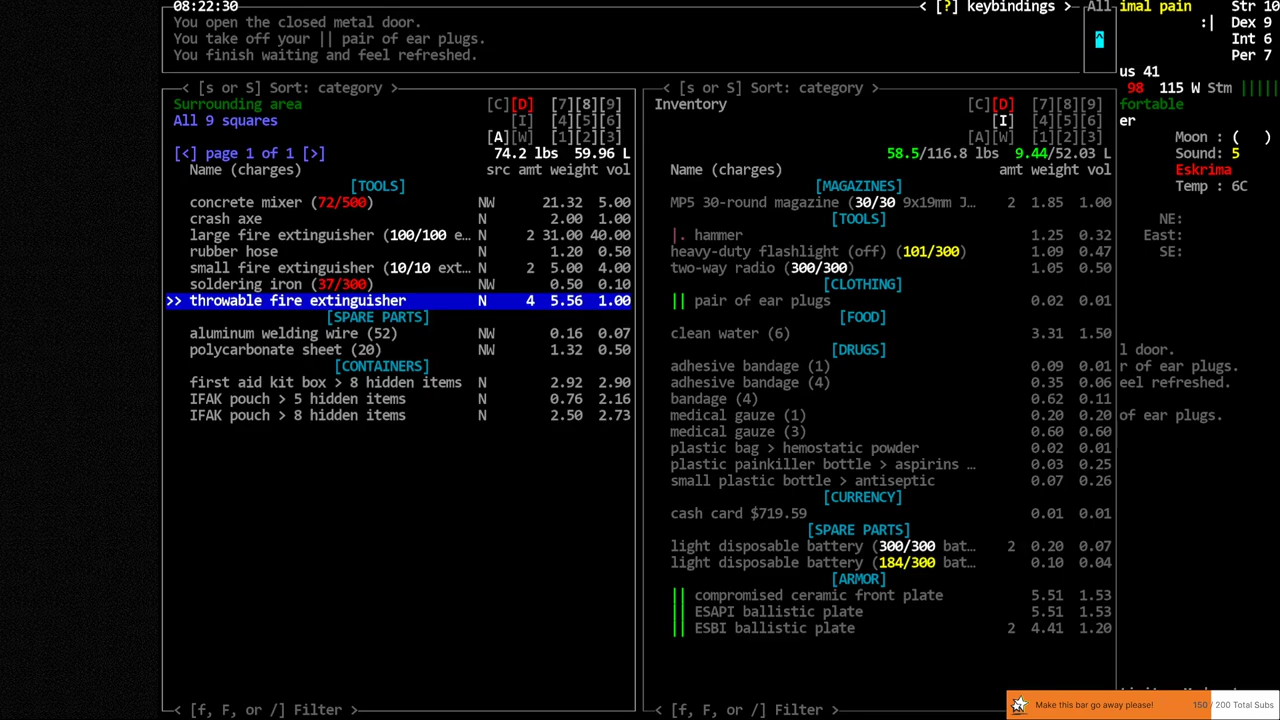 08:22:30 < [?] keybindings > All imal pain Str 10
You open the closed metal door. :| Dex 9
You take off your || pair of ear plugs. ^ Int 6
You finish waiting and feel refreshed. Per 7
us 41
< [s or S] Sort: category > < [s or S] Sort: category > 98 115 W Stm |||||
Surrounding area [C][D] [7][8][9] Inventory [C][D] [7][8][9] fortable
All 9 squares [I] [4][5][6] [I] [4][5][6] er
[A][W] [1][2][3] [A][W] [1][2][3] Moon : ( )
[<] page 1 of 1 [>] 74.2 lbs 59.96 L 58.5/116.8 lbs 9.44/52.03 L Sound: 5
Name (charges) src amt weight vol Name (charges) amt weight vol Eskrima
[TOOLS] [MAGAZINES] Temp : 6C
concrete mixer (72/500) NW 21.32 5.00 MP5 30-round magazine (30/30 9x19mm J… 2 1.85 1.00
crash axe N 2.00 1.00 [TOOLS] NE:
large fire extinguisher (100/100 e… N 2 31.00 40.00 |. hammer 1.25 0.32 East:
rubber hose N 1.20 0.50 heavy-duty flashlight (off) (101/300) 1.09 0.47 SE:
small fire extinguisher (10/10 ext… N 2 5.00 4.00 two-way radio (300/300) 1.05 0.50
soldering iron (37/300) NW 0.50 0.10 [CLOTHING]
>> throwable fire extinguisher N 4 5.56 1.00 || pair of ear plugs 0.02 0.01
[SPARE PARTS] [FOOD]
aluminum welding wire (52) NW 0.16 0.07 clean water (6) 3.31 1.50
polycarbonate sheet (20) NW 1.32 0.50 [DRUGS] l door.
[CONTAINERS] adhesive bandage (1) 0.09 0.01 r of ear plugs.
first aid kit box > 8 hidden items N 2.92 2.90 adhesive bandage (4) 0.35 0.06 eel refreshed.
IFAK pouch > 5 hidden items N 0.76 2.16 bandage (4) 0.62 0.11
IFAK pouch > 8 hidden items N 2.50 2.73 medical gauze (1) 0.20 0.20 of ear plugs.
medical gauze (3) 0.60 0.60
plastic bag > hemostatic powder 0.02 0.01
plastic painkiller bottle > aspirins … 0.03 0.25
small plastic bottle > antiseptic 0.07 0.26
[CURRENCY]
cash card $719.59 0.01 0.01
[SPARE PARTS]
light disposable battery (300/300 bat… 2 0.20 0.07
light disposable battery (184/300 bat… 0.10 0.04
[ARMOR]
|| compromised ceramic front plate 5.51 1.53
|| ESAPI ballistic plate 5.51 1.53
|| ESBI ballistic plate 2 4.41 1.20
Make this bar go away please! 150 / 200 Total Subs
< [f, F, or /] Filter > < [f, F, or /] Filter >